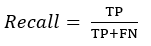 Recall = TP / TP+FN